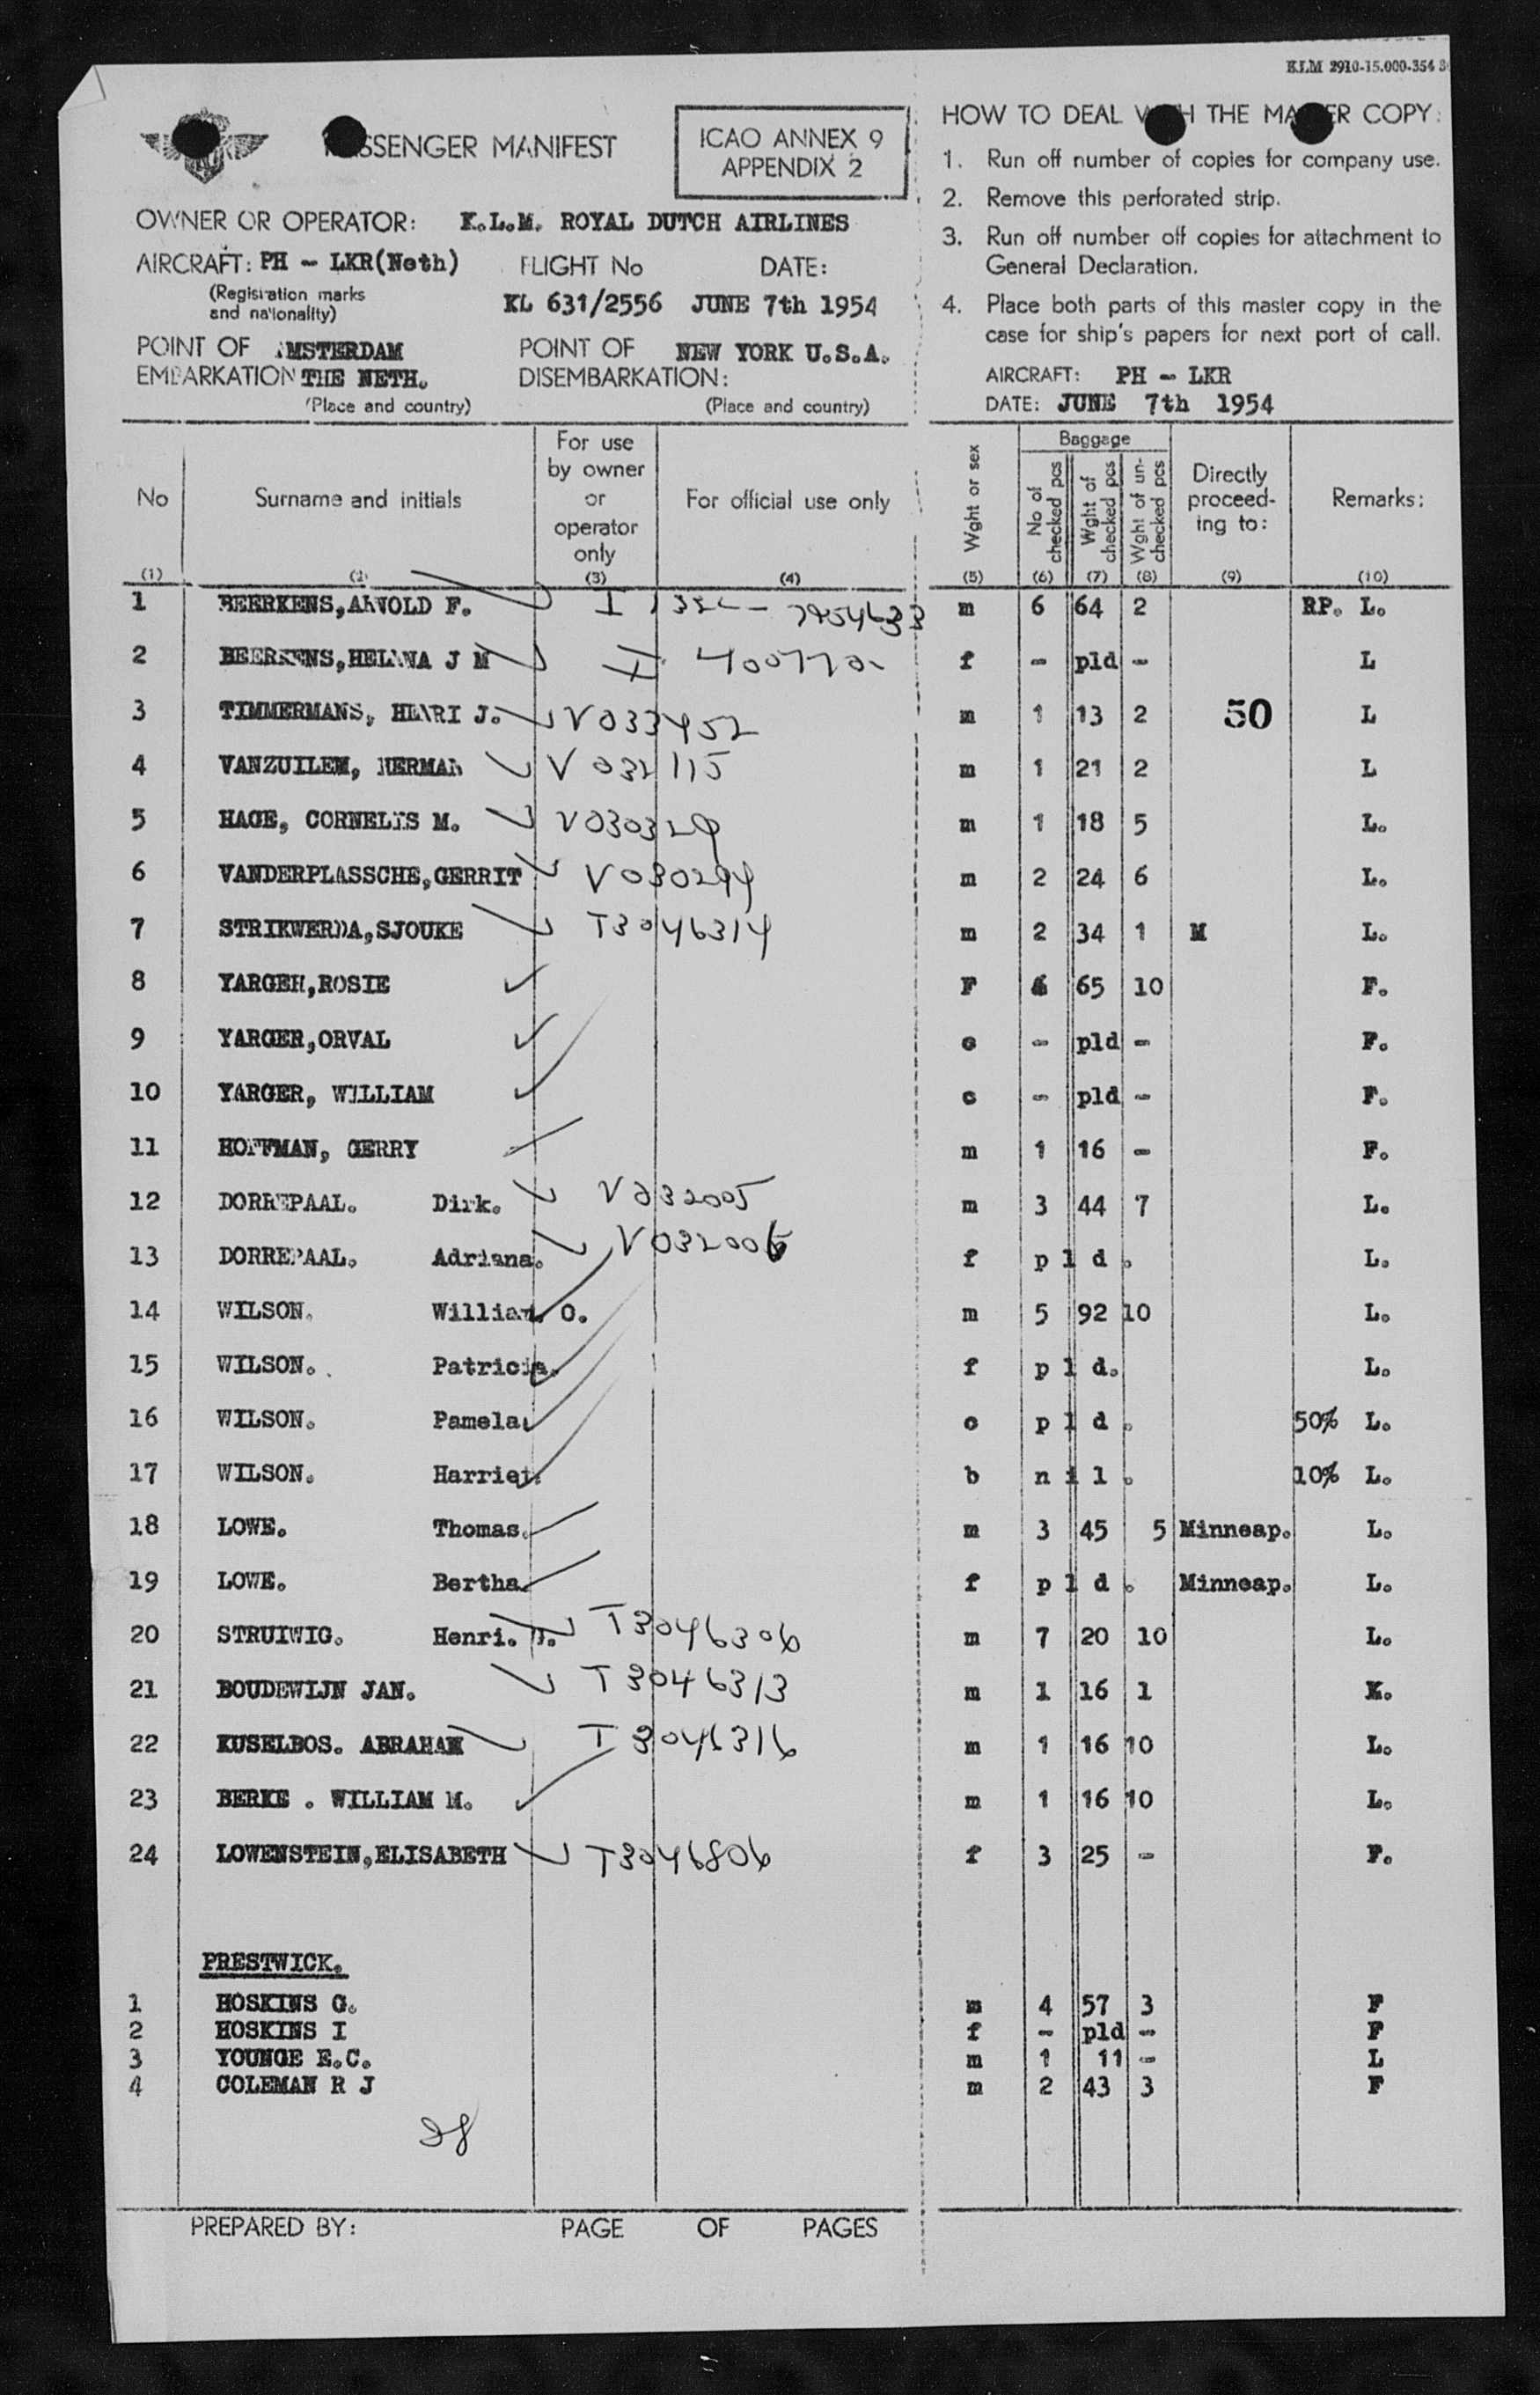 KLM 2910-15.000-354
PASSENGER MANIFEST
ICAO ANNEX 9
APPENDIX 2
OWNER OR OPERATOR: K.L.M. ROYAL DUTCH AIRLINES
AIRCRAFT: PH - LKR(Neth) FLIGHT No DATE:
(Registration marks
and nationality) KL 631/2556 JUNE 7th 1954
POINT OF AMSTERDAM POINT OF NEW YORK U.S.A.
EMBARKATION THE NETH. DISEMBARKATION:
(Place and country) (Place and country)
HOW TO DEAL WITH THE MASTER COPY:
1. Run off number of copies for company use.
2. Remove this perforated strip.
3. Run off number off copies for attachment to
General Declaration.
4. Place both parts of this master copy in the
case for ship's papers for next port of call.
AIRCRAFT: PH - LKR
DATE: JUNE 7th 1954
No Surname and initials For use by owner or operator only For official use only Wght or sex Baggage No of checked pcs Wght of checked pcs Wght of un-checked pcs Directly proceed-ing to: Remarks:
(1) (2) (3) (4) (5) (6) (7) (8) (9) (10)
1 BEERKENS, ARNOLD F. I 7954633 m 6 64 2 RP. L.
2 BEERKENS, HELENA J M I f - pld - L
3 TIMMERMANS, HENRI J. V033452 m 1 13 2 50 L
4 VANZUILEM, HERMAN V 032115 m 1 21 2 L
5 HAGE, CORNELIS M. V030329 m 1 18 5 L.
6 VANDERPLASSCHE,GERRIT V030294 m 2 24 6 L.
7 STRIKWERDA,SJOUKE T3046314 m 2 34 1 M L.
8 YARGER,ROSIE F 65 10 F.
9 YARGER,ORVAL c - pld - F.
10 YARGER, WILLIAM c - pld - F.
11 HOFFMAN, GERRY m 1 16 - F.
12 DORREPAAL. Dirk. V032005 m 3 44 7 L.
13 DORREPAAL. Adriana. V032006 f p l d . L.
14 WILSON. William O. m 5 92 10 L.
15 WILSON. Patricia. f p l d. L.
16 WILSON. Pamela. c p l d . 50% L.
17 WILSON. Harriet. b n i l . 10% L.
18 LOWE. Thomas. m 3 45 5 Minneap. L.
19 LOWE. Bertha. f p l d . Minneap. L.
20 STRUIWIG. Henri. J. T3046306 m 7 20 10 L.
21 BOUDEWIJN JAN. T3046313 m 1 16 1 K.
22 KUSELBOS. ABRAHAM T3046316 m 1 16 10 L.
23 BERKE . WILLIAM M. m 1 16 10 L.
24 LOWENSTEIN,ELISABETH T3046806 f 3 25 - F.
PRESTWICK.
1 HOSKINS G. m 4 57 3 F
2 HOSKINS I f - pld - F
3 YOUNGE E.C. m 1 11 - L
4 COLEMAN R J m 2 43 3 F
28
PREPARED BY: PAGE OF PAGES